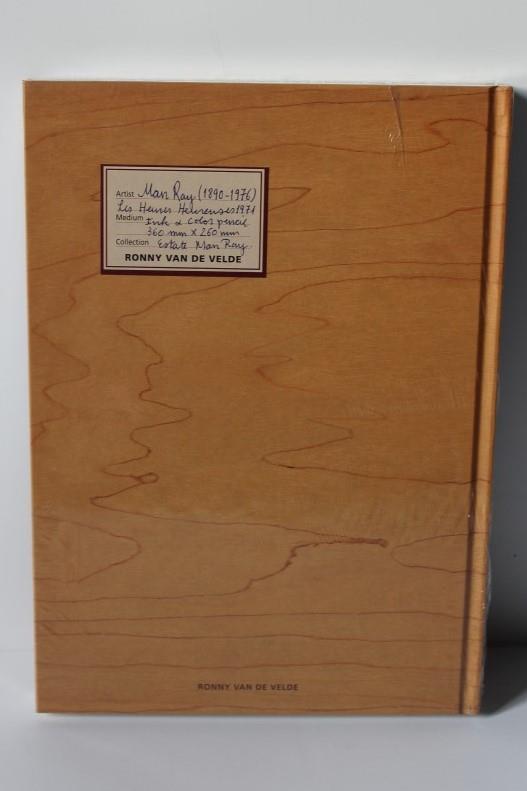 Artist Man Ray (1890-1976)
Les Heures Heureuses 1971
Medium Ink & color pencil
360 mm x 260 mm
Collection Estate Man Ray
RONNY VAN DE VELDE
RONNY VAN DE VELDE